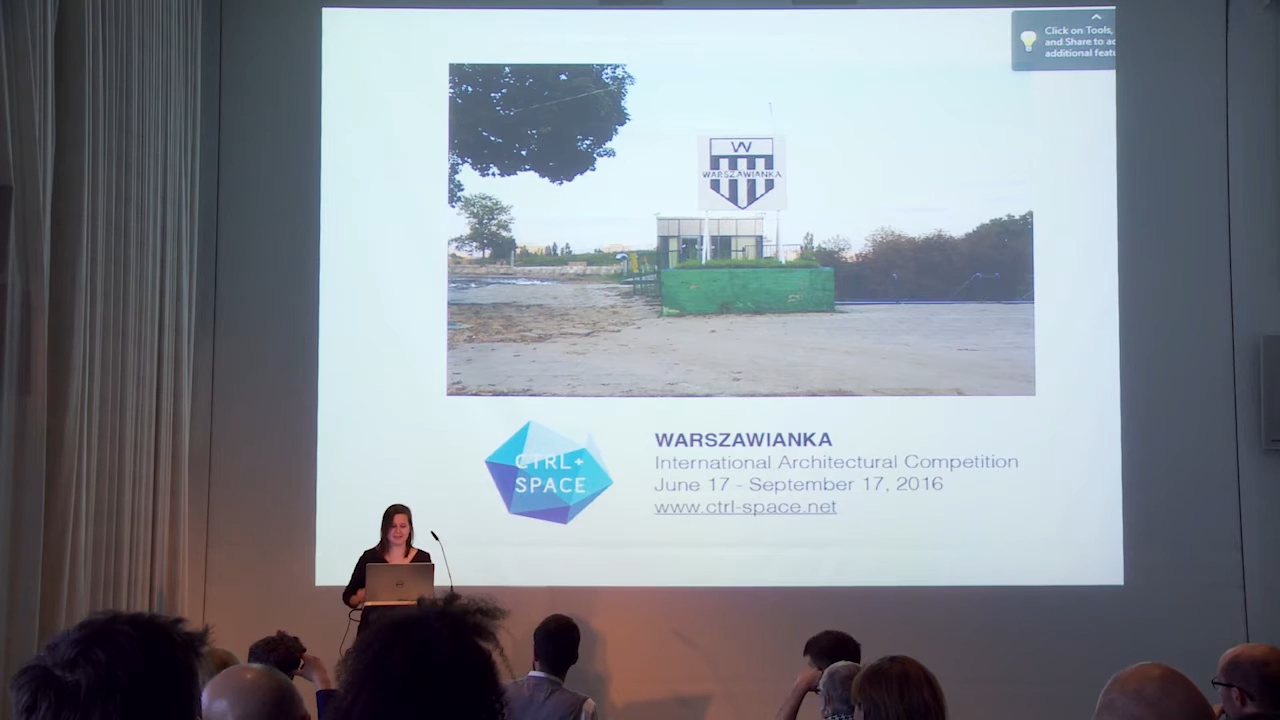 Click on Tools,
and Share to ac
additional featu
W
WARSZAWIANKA
CTRL+
SPACE
WARSZAWIANKA
International Architectural Competition
June 17 - September 17, 2016
www.ctrl-space.net